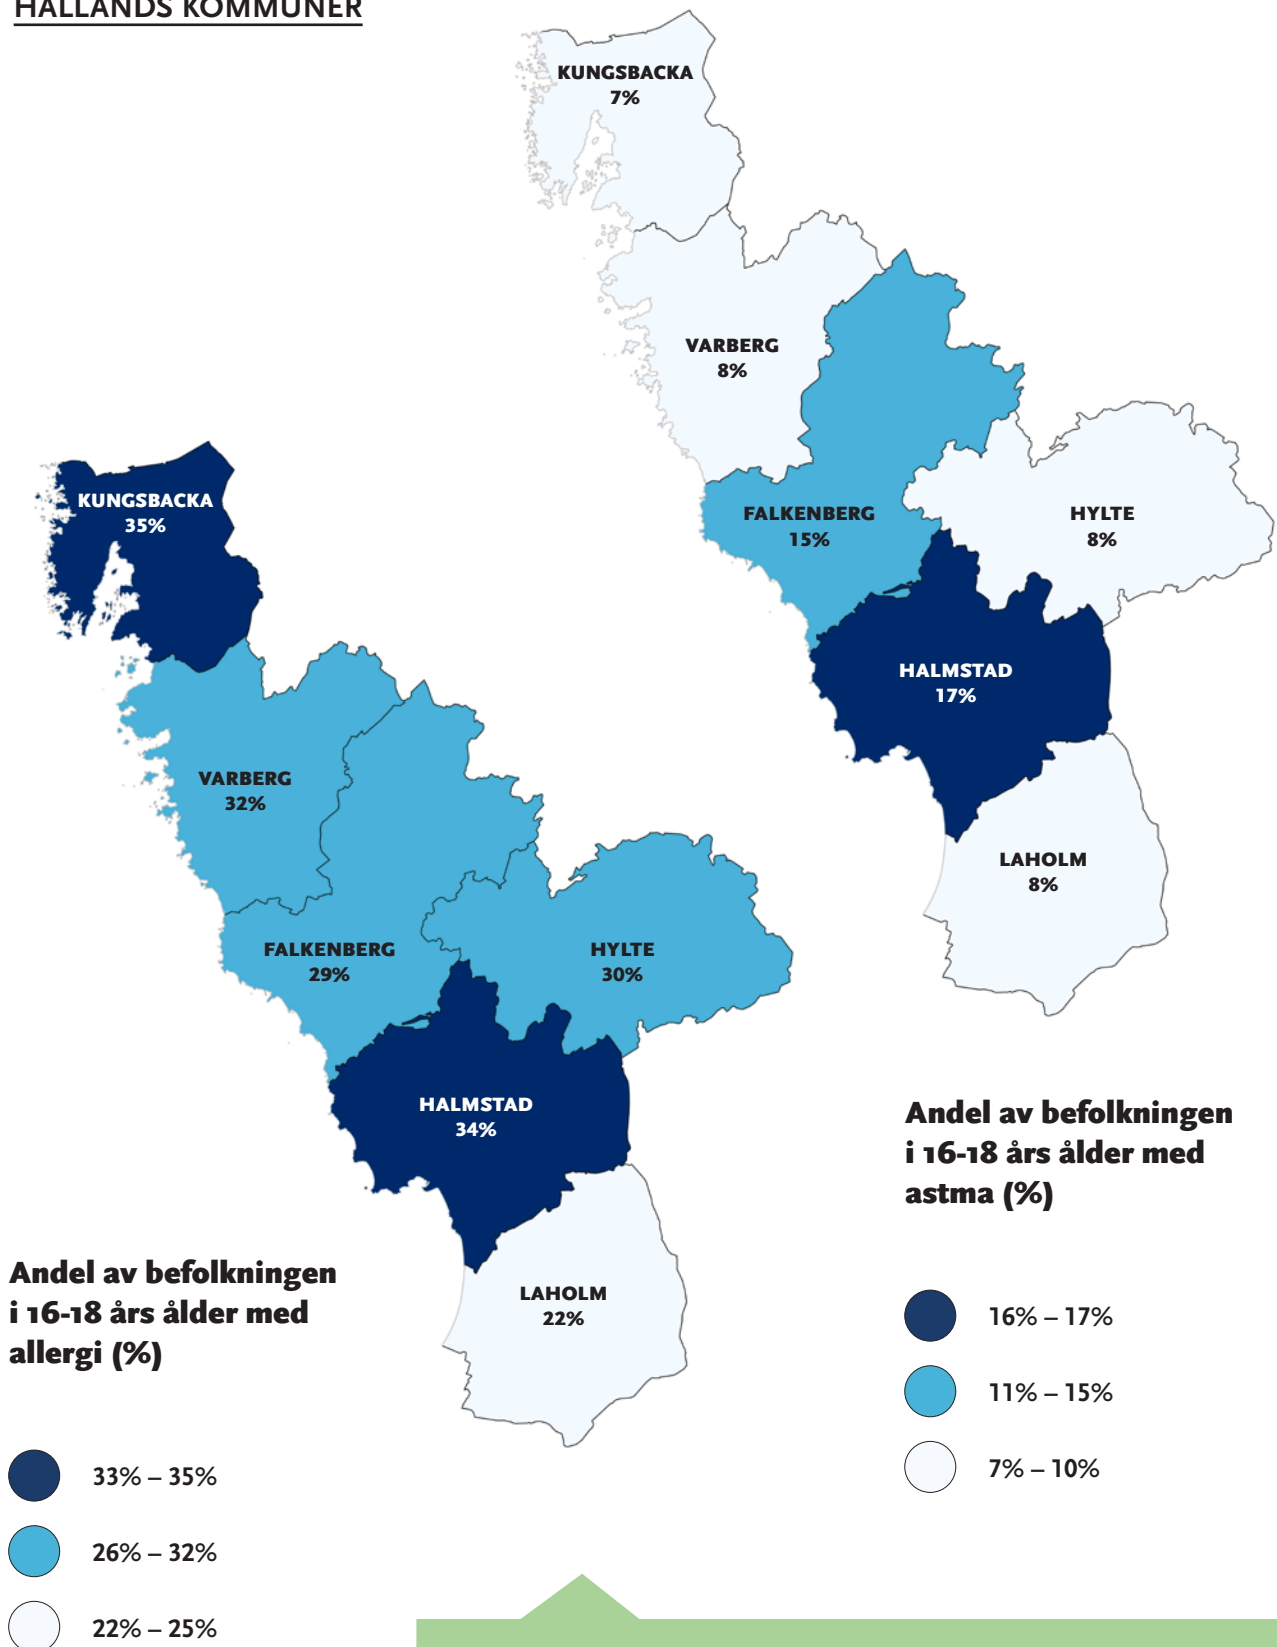 HALLANDS KOMMUNER
KUNGSBACKA
7%
VARBERG
8%
FALKENBERG
15%
HYLTE
8%
HALMSTAD
17%
LAHOLM
8%
Andel av befolkningen
i 16-18 års ålder med
astma (%)
16% – 17%
11% – 15%
7% – 10%
KUNGSBACKA
35%
VARBERG
32%
FALKENBERG
29%
HYLTE
30%
HALMSTAD
34%
LAHOLM
22%
Andel av befolkningen
i 16-18 års ålder med
allergi (%)
33% – 35%
26% – 32%
22% – 25%